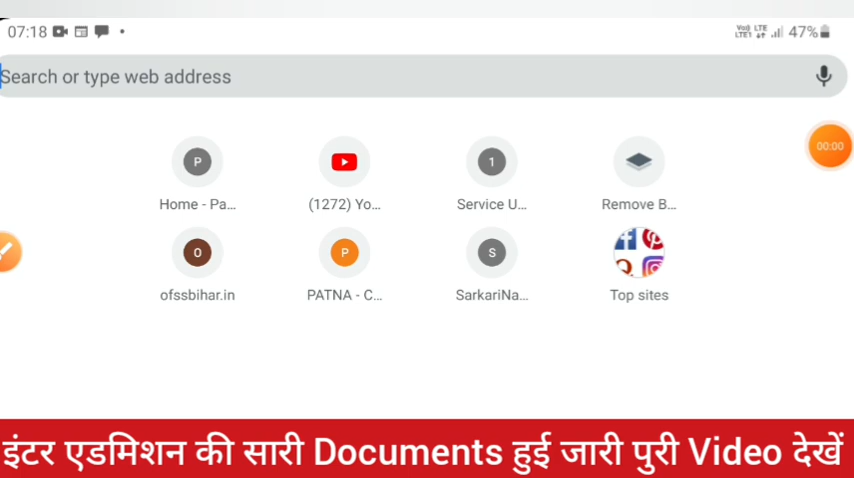 07:18 47%
Search or type web address
00:00
P 1
Home - Pa... (1272) Yo... Service U... Remove B...
O P S
ofssbihar.in PATNA - C... SarkariNa... Top sites
इंटर एडमिशन की सारी Documents हुई जारी पुरी Video देखें